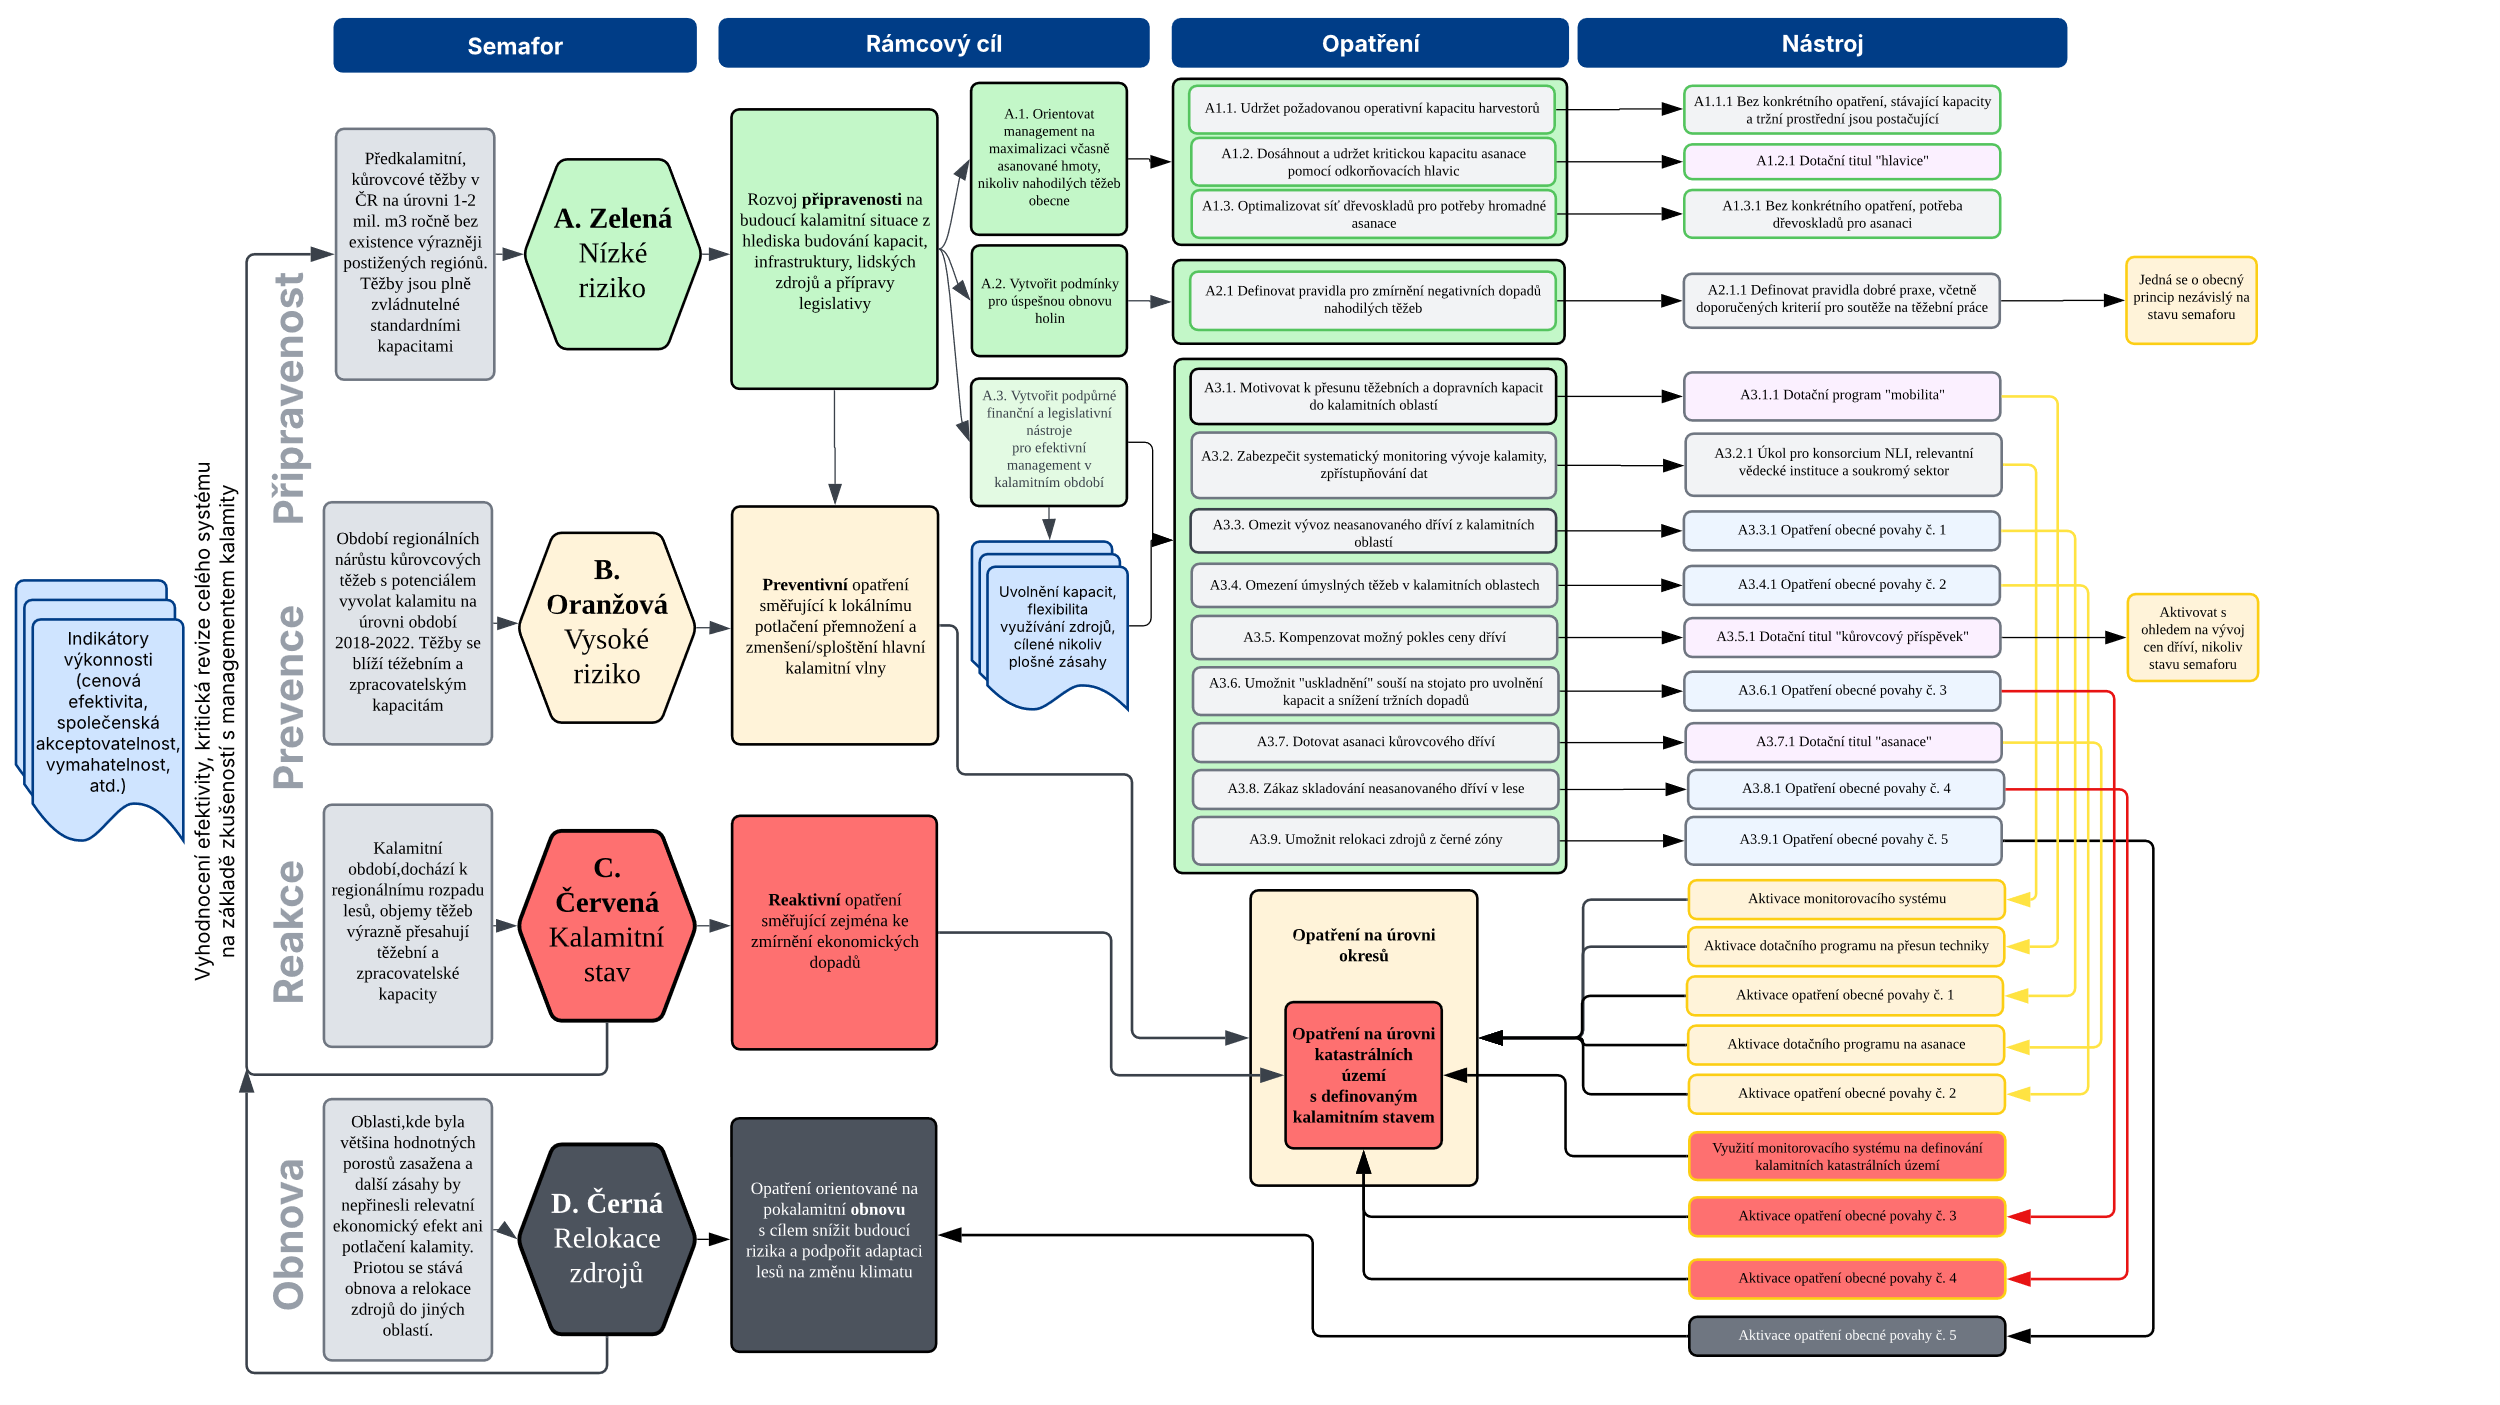 Semafor
Rámcový cíl
Opatření
Nástroj
Indikátory
výkonnosti
(cenová
efektivita,
společenská
akceptovatelnost,
vymahatelnost,
atd.)
Vyhodnocení efektivity, kritická revize celého systému
na základě zkušeností s managementem kalamity
Připravenost
Předkalamitní,
kůrovcové těžby v
ČR na úrovni 1-2
mil. m3 ročně bez
existence výrazněji
postižených regiónů.
Těžby jsou plně
zvládnutelné
standardními
kapacitami
A. Zelená
Nízké
riziko
Rozvoj připravenosti na
budoucí kalamitní situace z
hlediska budování kapacit,
infrastruktury, lidských
zdrojů a přípravy
legislativy
A.1. Orientovat
management na
maximalizaci včasně
asanované hmoty,
nikoliv nahodilých těžeb
obecne
A.2. Vytvořit podmínky
pro úspešnou obnovu
holin
A.3. Vytvořit podpůrné
finanční a legislativní
nástroje
pro efektivní
management v
kalamitním období
Uvolnění kapacit,
flexibilita
využívání zdrojů,
cílené nikoliv
plošné zásahy
A1.1. Udržet požadovanou operativní kapacitu harvestorů
A1.2. Dosáhnout a udržet kritickou kapacitu asanace
pomocí odkorňovacích hlavic
A1.3. Optimalizovat síť dřevoskladů pro potřeby hromadné
asanace
A2.1 Definovat pravidla pro zmírnění negativních dopadů
nahodilých těžeb
A3.1. Motivovat k přesunu těžebních a dopravních kapacit
do kalamitních oblastí
A3.2. Zabezpečit systematický monitoring vývoje kalamity,
zpřístupňování dat
A3.3. Omezit vývoz neasanovaného dříví z kalamitních
oblastí
A3.4. Omezení úmyslných těžeb v kalamitních oblastech
A3.5. Kompenzovat možný pokles ceny dříví
A3.6. Umožnit "uskladnění" souší na stojato pro uvolnění
kapacit a snížení tržních dopadů
A3.7. Dotovat asanaci kůrovcového dříví
A3.8. Zákaz skladování neasanovaného dříví v lese
A3.9. Umožnit relokaci zdrojů z černé zóny
A1.1.1 Bez konkrétního opatření, stávající kapacity
a tržní prostřední jsou postačující
A1.2.1 Dotační titul "hlavice"
A1.3.1 Bez konkrétního opatření, potřeba
dřevoskladů pro asanaci
A2.1.1 Definovat pravidla dobré praxe, včetně
doporučených kriterií pro soutěže na těžební práce
Jedná se o obecný
princip nezávislý na
stavu semaforu
A3.1.1 Dotační program "mobilita"
A3.2.1 Úkol pro konsorcium NLI, relevantní
vědecké instituce a soukromý sektor
A3.3.1 Opatření obecné povahy č. 1
A3.4.1 Opatření obecné povahy č. 2
A3.5.1 Dotační titul "kůrovcový příspěvek"
Aktivovat s
ohledem na vývoj
cen dříví, nikoliv
stavu semaforu
A3.6.1 Opatření obecné povahy č. 3
A3.7.1 Dotační titul "asanace"
A3.8.1 Opatření obecné povahy č. 4
A3.9.1 Opatření obecné povahy č. 5
Prevence
Období regionálních
nárůstu kůrovcových
těžeb s potenciálem
vyvolat kalamitu na
úrovni období
2018-2022. Těžby se
blíží téžebním a
zpracovatelským
kapacitám
B.
Oranžová
Vysoké
riziko
Preventivní opatření
směřující k lokálnímu
potlačení přemnožení a
zmenšení/sploštění hlavní
kalamitní vlny
Reakce
Kalamitní
období,dochází k
regionálnímu rozpadu
lesů, objemy těžeb
výrazně přesahují
těžební a
zpracovatelské
kapacity
C.
Červená
Kalamitní
stav
Reaktivní opatření
směřující zejména ke
zmírnění ekonomických
dopadů
Opatření na úrovni
okresů
Opatření na úrovni
katastrálních
území
s definovaným
kalamitním stavem
Aktivace monitorovacího systému
Aktivace dotačního programu na přesun techniky
Aktivace opatření obecné povahy č. 1
Aktivace dotačního programu na asanace
Aktivace opatření obecné povahy č. 2
Využití monitorovacího systému na definování
kalamitních katastrálních území
Aktivace opatření obecné povahy č. 3
Aktivace opatření obecné povahy č. 4
Aktivace opatření obecné povahy č. 5
Obnova
Oblasti,kde byla
většina hodnotných
porostů zasažena a
další zásahy by
nepřinesli relevatní
ekonomický efekt ani
potlačení kalamity.
Priotou se stává
obnova a relokace
zdrojů do jiných
oblastí.
D. Černá
Relokace
zdrojů
Opatření orientované na
pokalamitní obnovu
s cílem snížit budoucí
rizika a podpořit adaptaci
lesů na změnu klimatu